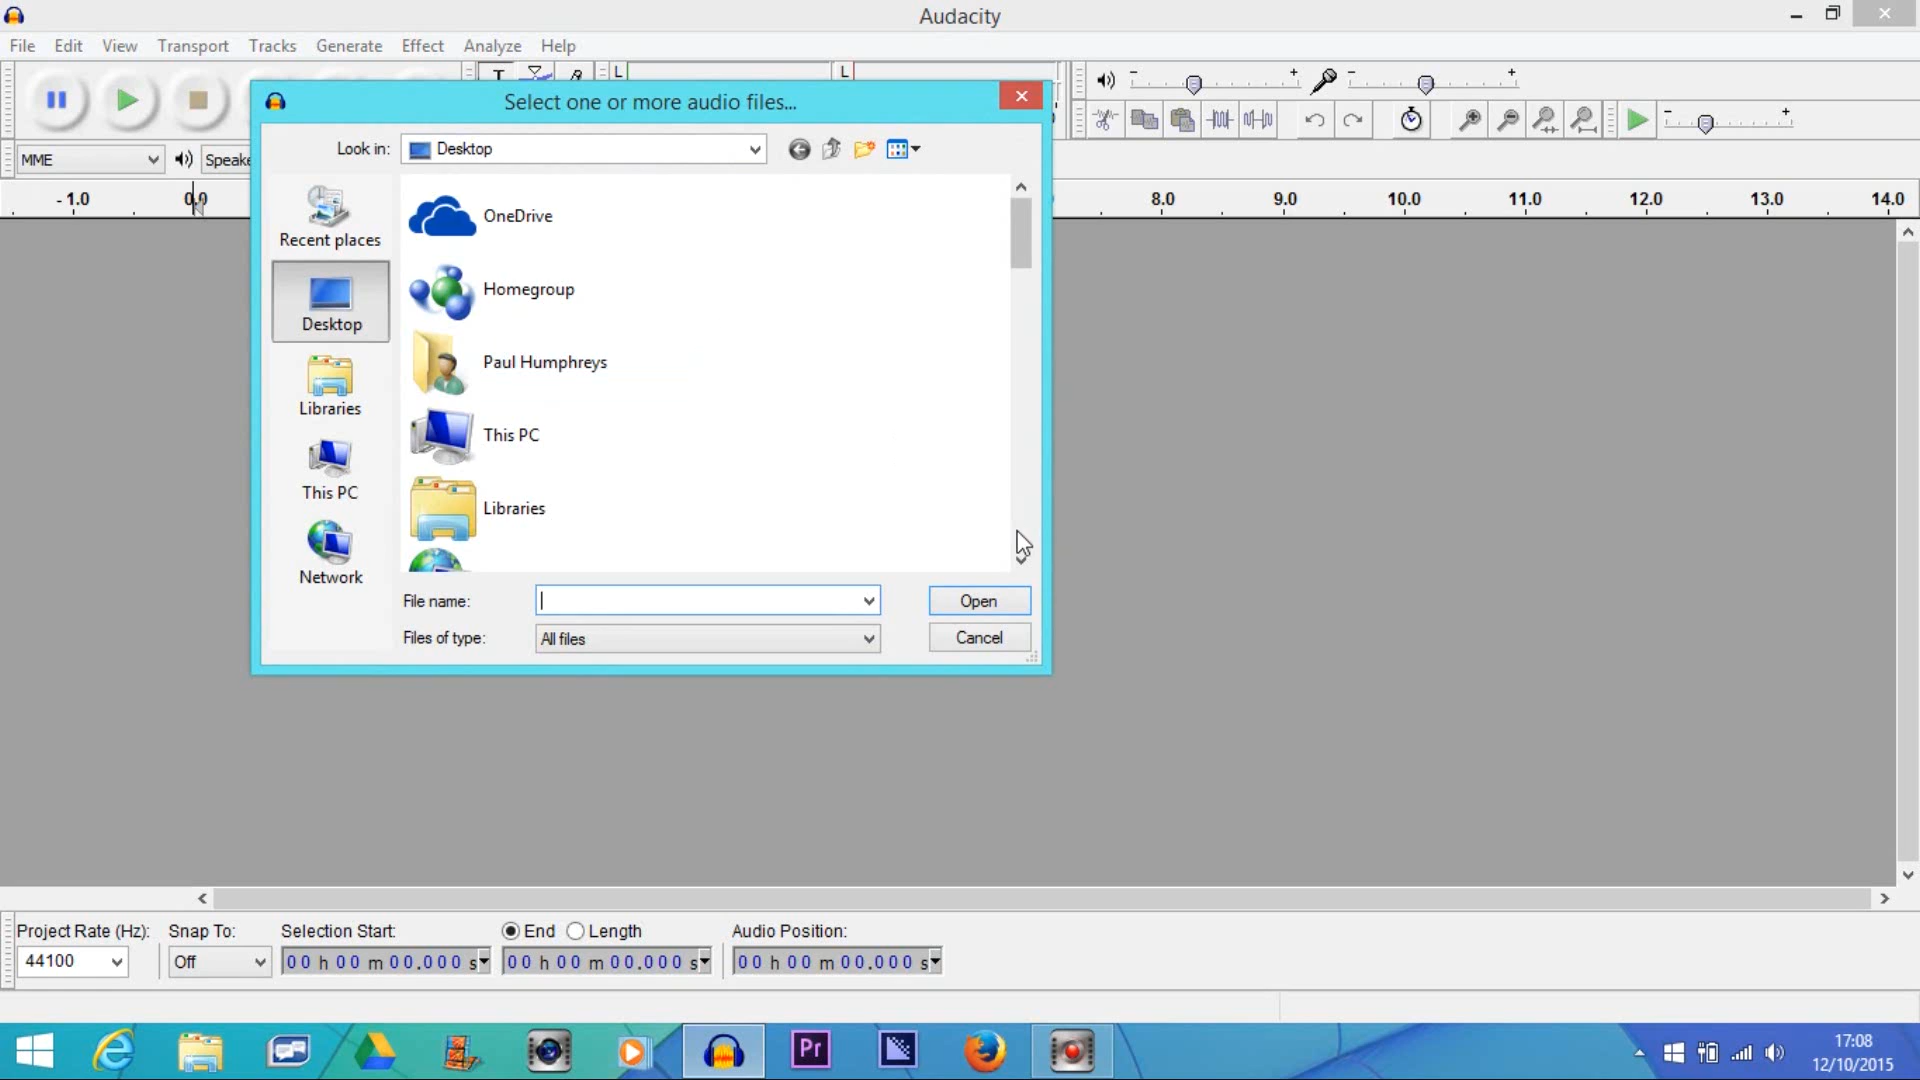 Audacity
File Edit View Transport Tracks Generate Effect Analyze Help
L L
Select one or more audio files...
Look in: Desktop
MME
- 1.0 0.0 8.0 9.0 10.0 11.0 12.0 13.0 14.0
Recent places
Desktop
Libraries
This PC
Network
OneDrive
Homegroup
Paul Humphreys
This PC
Libraries
File name: Open
Files of type: All files Cancel
Project Rate (Hz): Snap To: Selection Start: End Length Audio Position:
44100 Off 00 h 00 m 00.000 s 00 h 00 m 00.000 s 00 h 00 m 00.000 s
Pr
17:08
12/10/2015